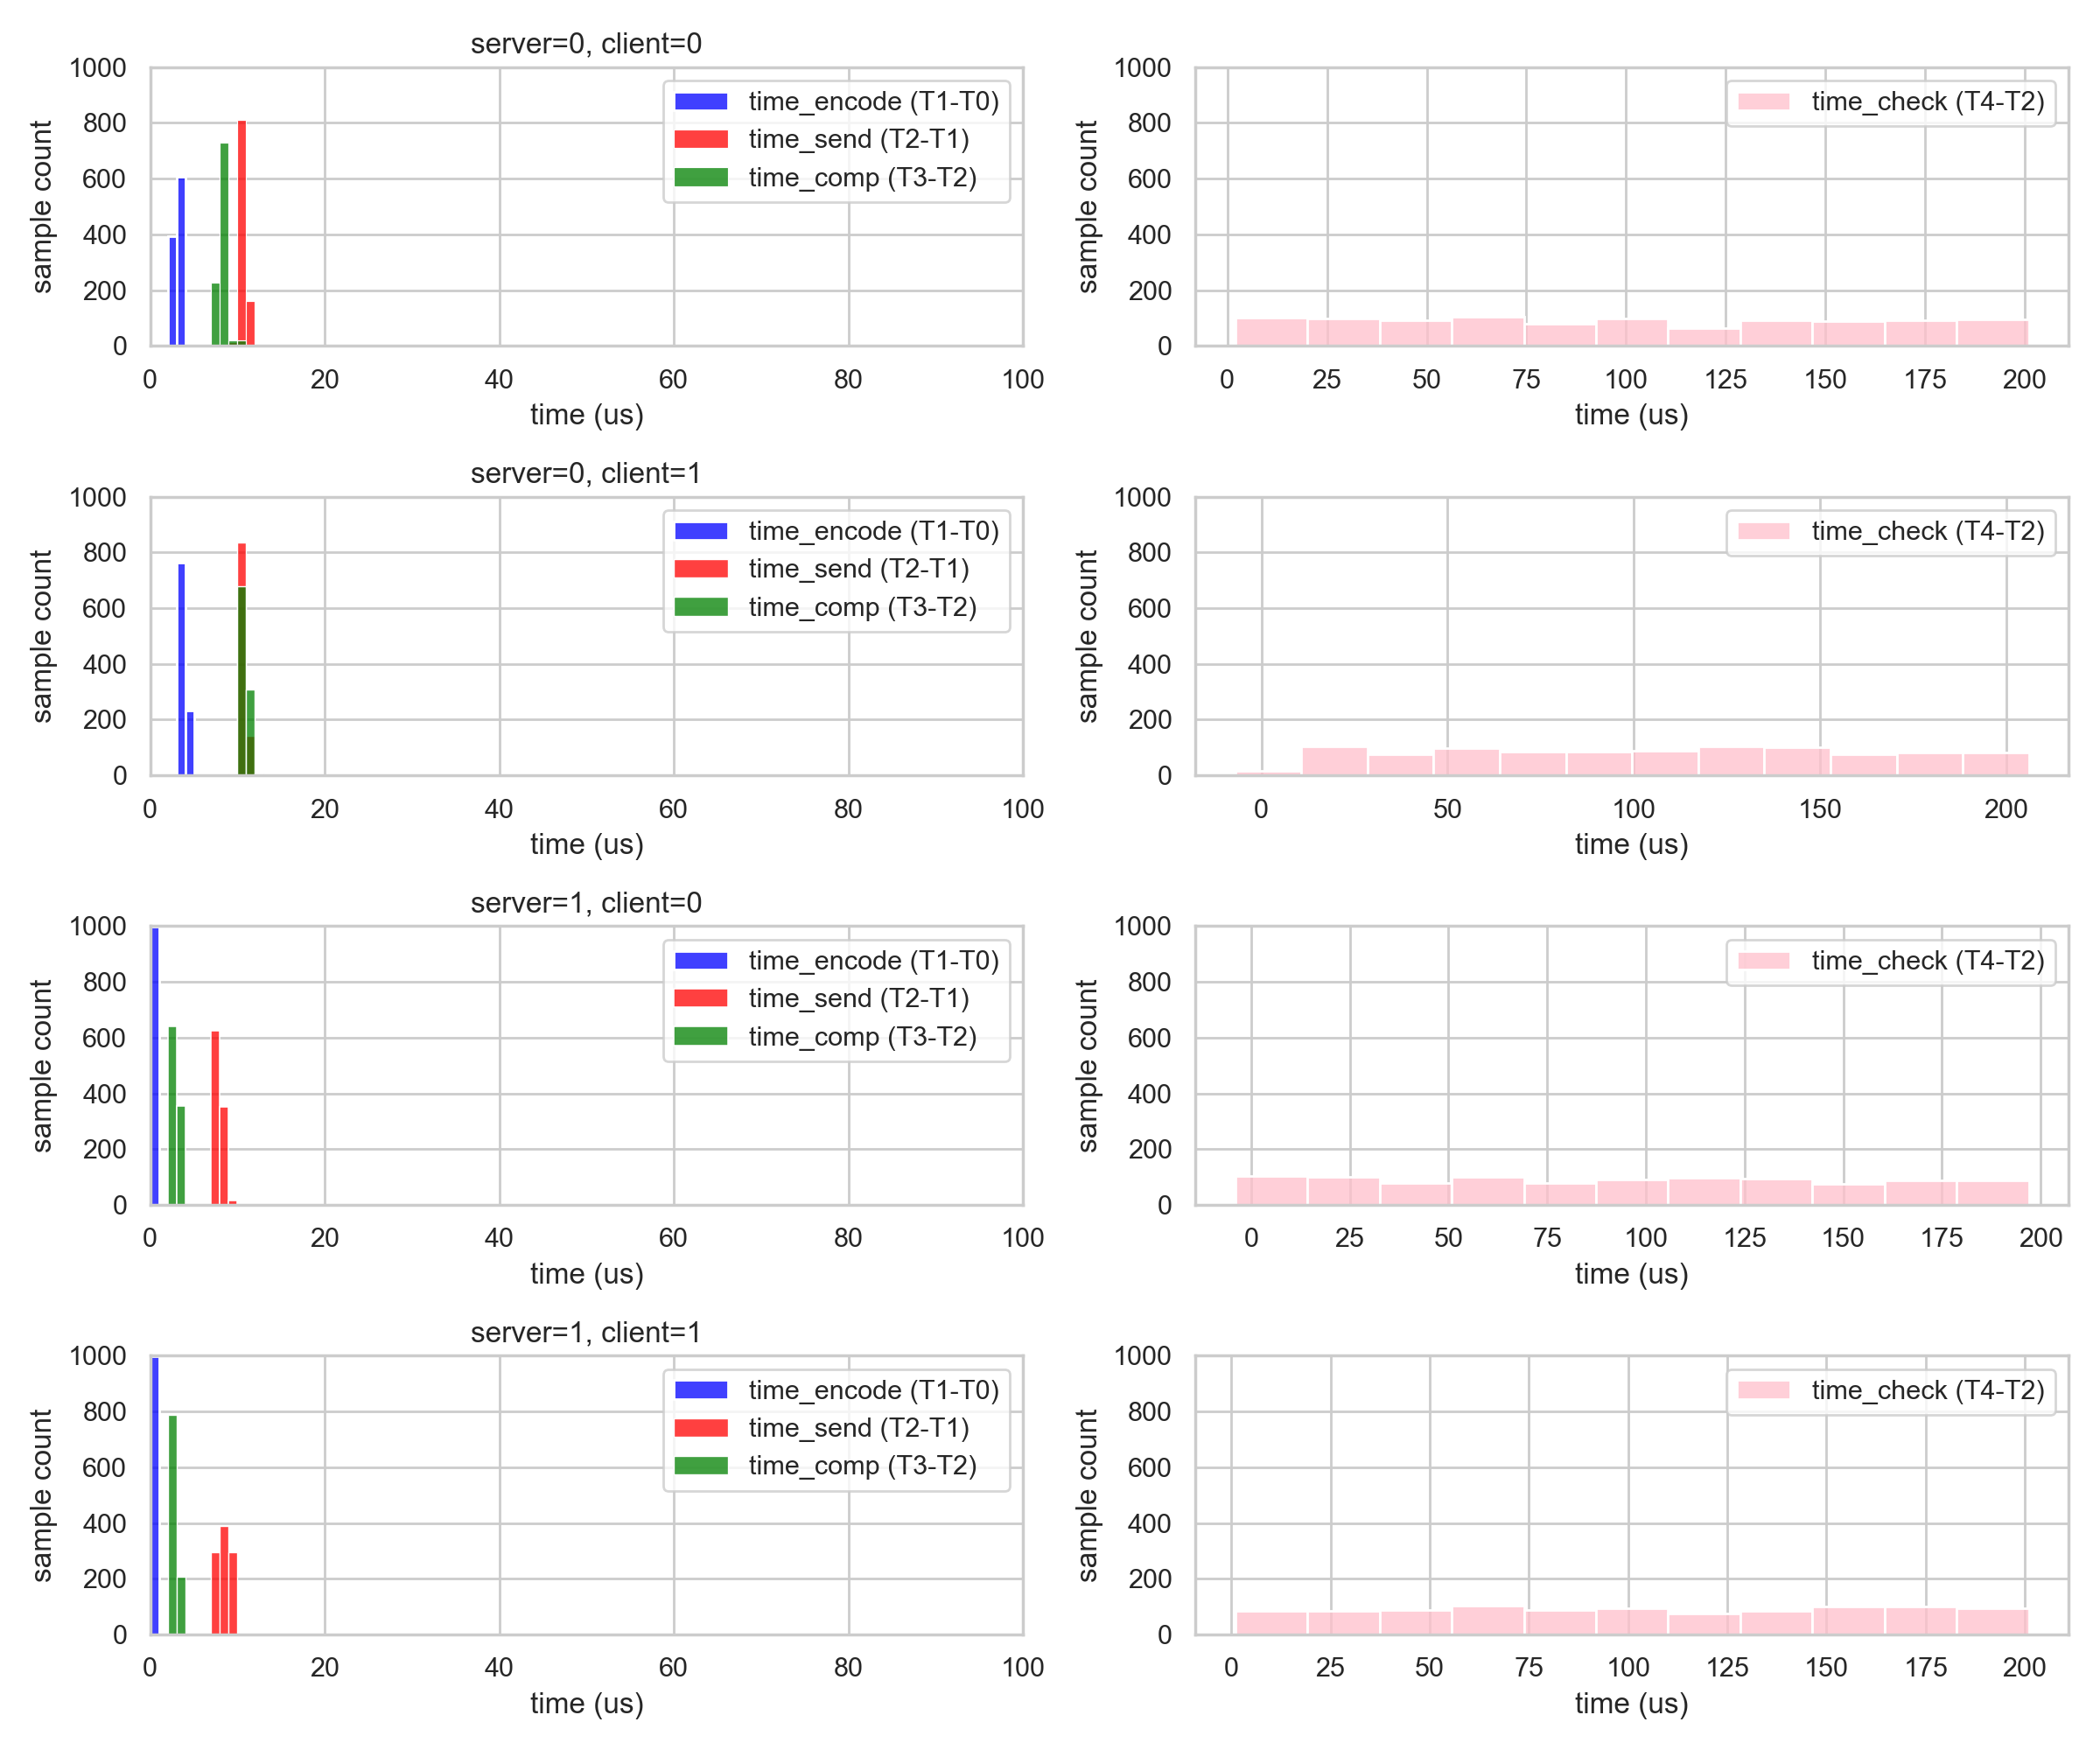 server=0, client=0
1000
800
600
400
200
0
sample count
time_encode (T1-T0)
time_send (T2-T1)
time_comp (T3-T2)
0 20 40 60 80 100
time (us)
1000
800
600
400
200
0
sample count
time_check (T4-T2)
0 25 50 75 100 125 150 175 200
time (us)
server=0, client=1
1000
800
600
400
200
0
sample count
time_encode (T1-T0)
time_send (T2-T1)
time_comp (T3-T2)
0 20 40 60 80 100
time (us)
1000
800
600
400
200
0
sample count
time_check (T4-T2)
0 50 100 150 200
time (us)
server=1, client=0
1000
800
600
400
200
0
sample count
time_encode (T1-T0)
time_send (T2-T1)
time_comp (T3-T2)
0 20 40 60 80 100
time (us)
1000
800
600
400
200
0
sample count
time_check (T4-T2)
0 25 50 75 100 125 150 175 200
time (us)
server=1, client=1
1000
800
600
400
200
0
sample count
time_encode (T1-T0)
time_send (T2-T1)
time_comp (T3-T2)
0 20 40 60 80 100
time (us)
1000
800
600
400
200
0
sample count
time_check (T4-T2)
0 25 50 75 100 125 150 175 200
time (us)